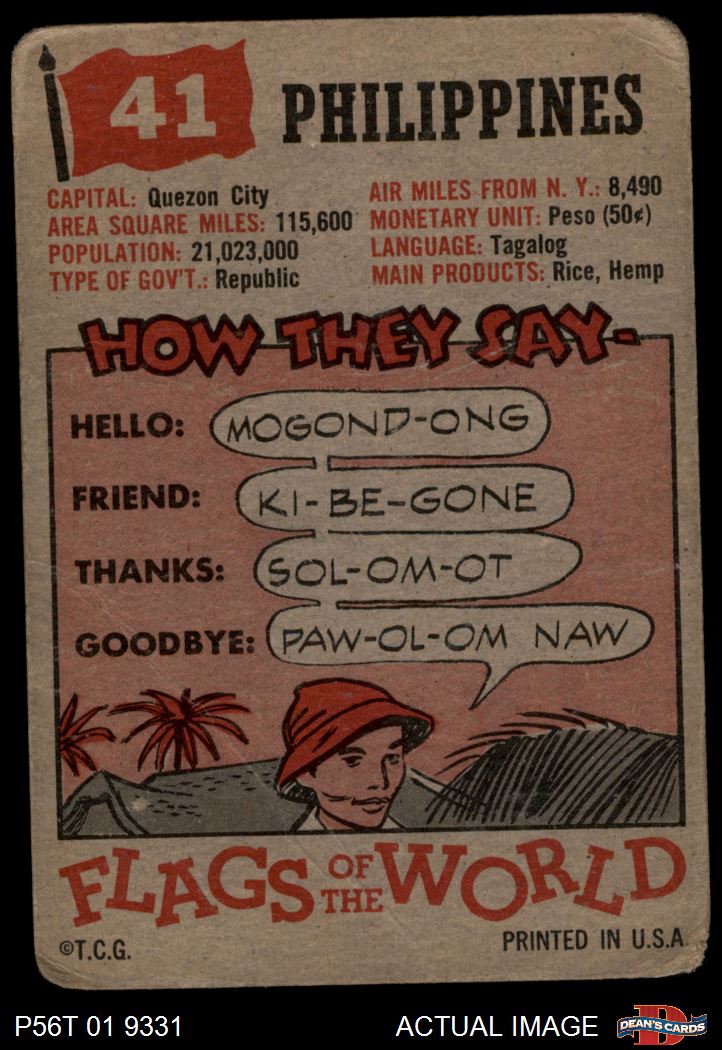 41
PHILIPPINES
CAPITAL: Quezon City
AREA SQUARE MILES: 115,600
POPULATION: 21,023,000
TYPE OF GOV'T.: Republic
AIR MILES FROM N. Y.: 8,490
MONETARY UNIT: Peso (50¢)
LANGUAGE: Tagalog
MAIN PRODUCTS: Rice, Hemp
HOW THEY SAY-
HELLO: MOGOND-ONG
FRIEND: KI-BE-GONE
THANKS: SOL-OM-OT
GOODBYE: PAW-OL-OM NAW
FLAGS OF THE WORLD
©T.C.G.
PRINTED IN U.S.A.
P56T 01 9331
ACTUAL IMAGE
D
DEAN'S CARDS